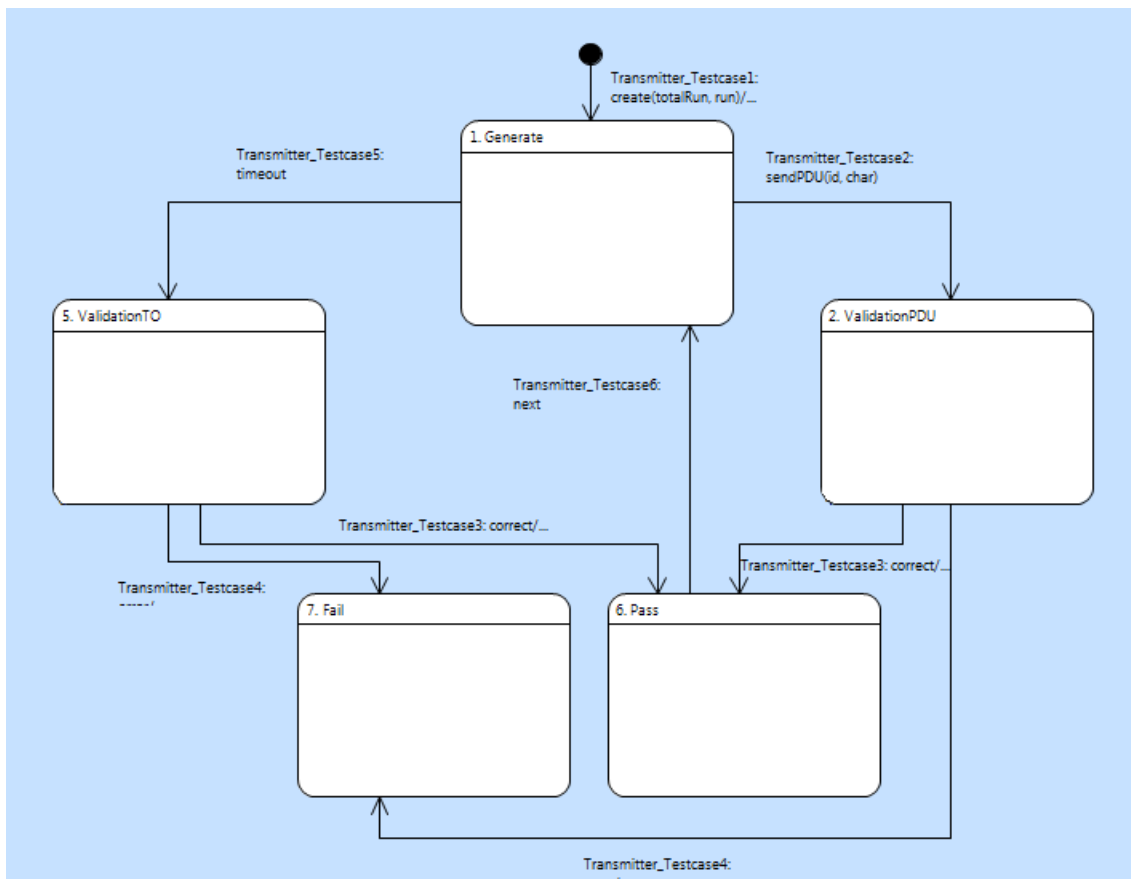 Transmitter_Testcase1:
create(totalRun, run)/...
1. Generate
Transmitter_Testcase5:
timeout
Transmitter_Testcase2:
sendPDU(id, char)
5. ValidationTO
2. ValidationPDU
Transmitter_Testcase6:
next
Transmitter_Testcase3: correct/...
Transmitter_Testcase3: correct/...
Transmitter_Testcase4:
7. Fail
6. Pass
Transmitter_Testcase4: